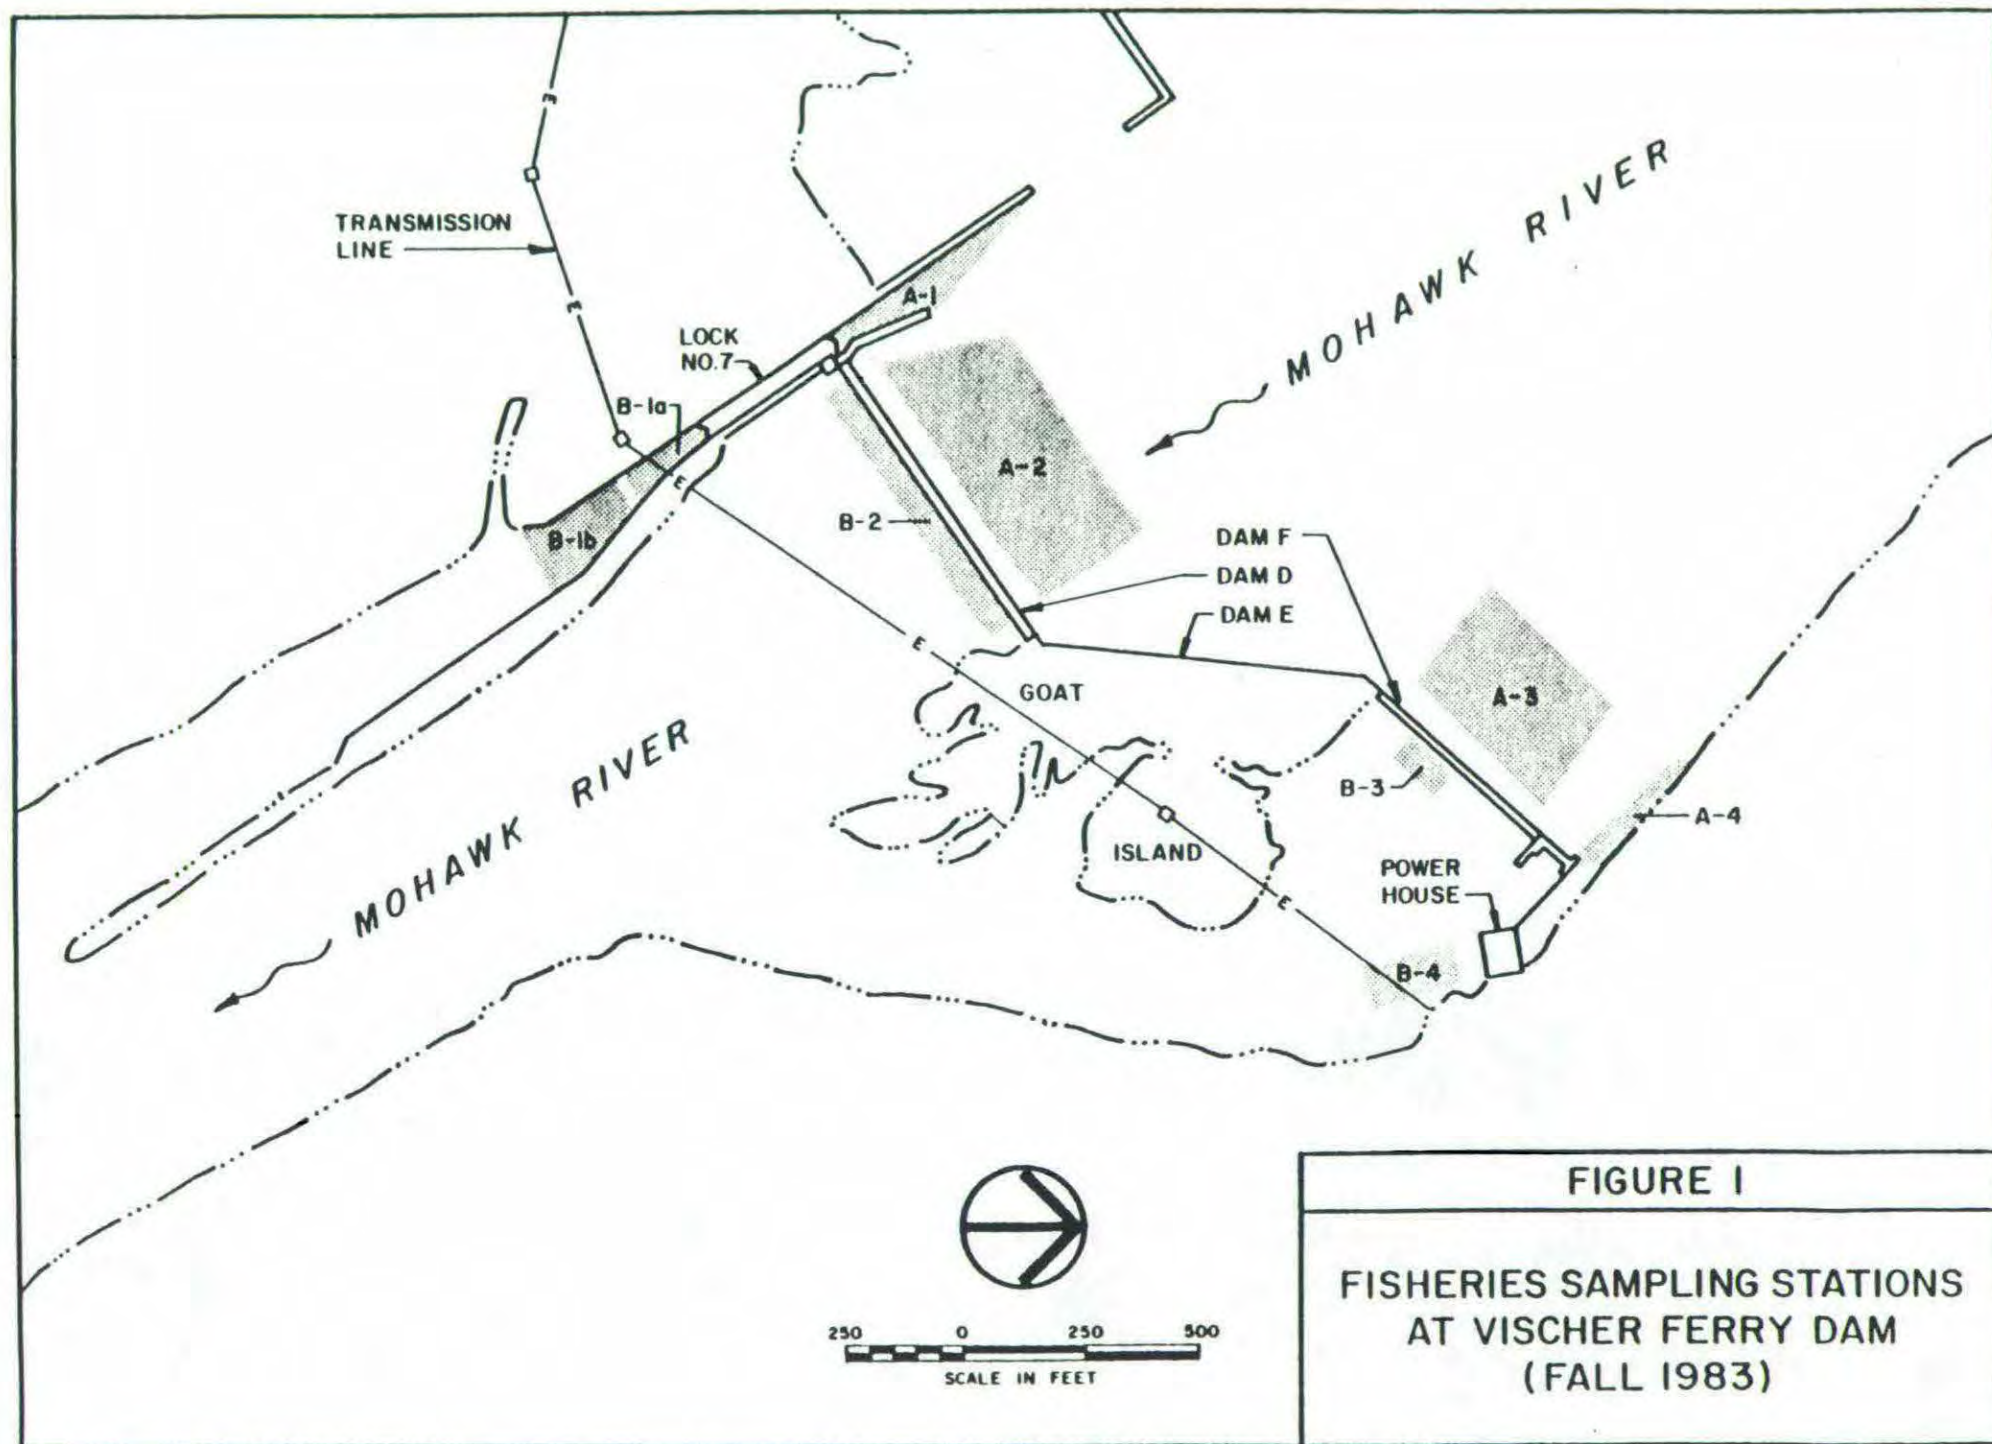 TRANSMISSION
LINE
E
E
LOCK
NO.7
A-1
B-1a
E
B-1b
A-2
B-2
MOHAWK RIVER
DAM F
DAM D
DAM E
E
GOAT
A-3
B-3
A-4
MOHAWK RIVER
ISLAND
POWER
HOUSE
E
B-4
250 0 250 500
SCALE IN FEET
FIGURE 1
FISHERIES SAMPLING STATIONS
AT VISCHER FERRY DAM
(FALL 1983)